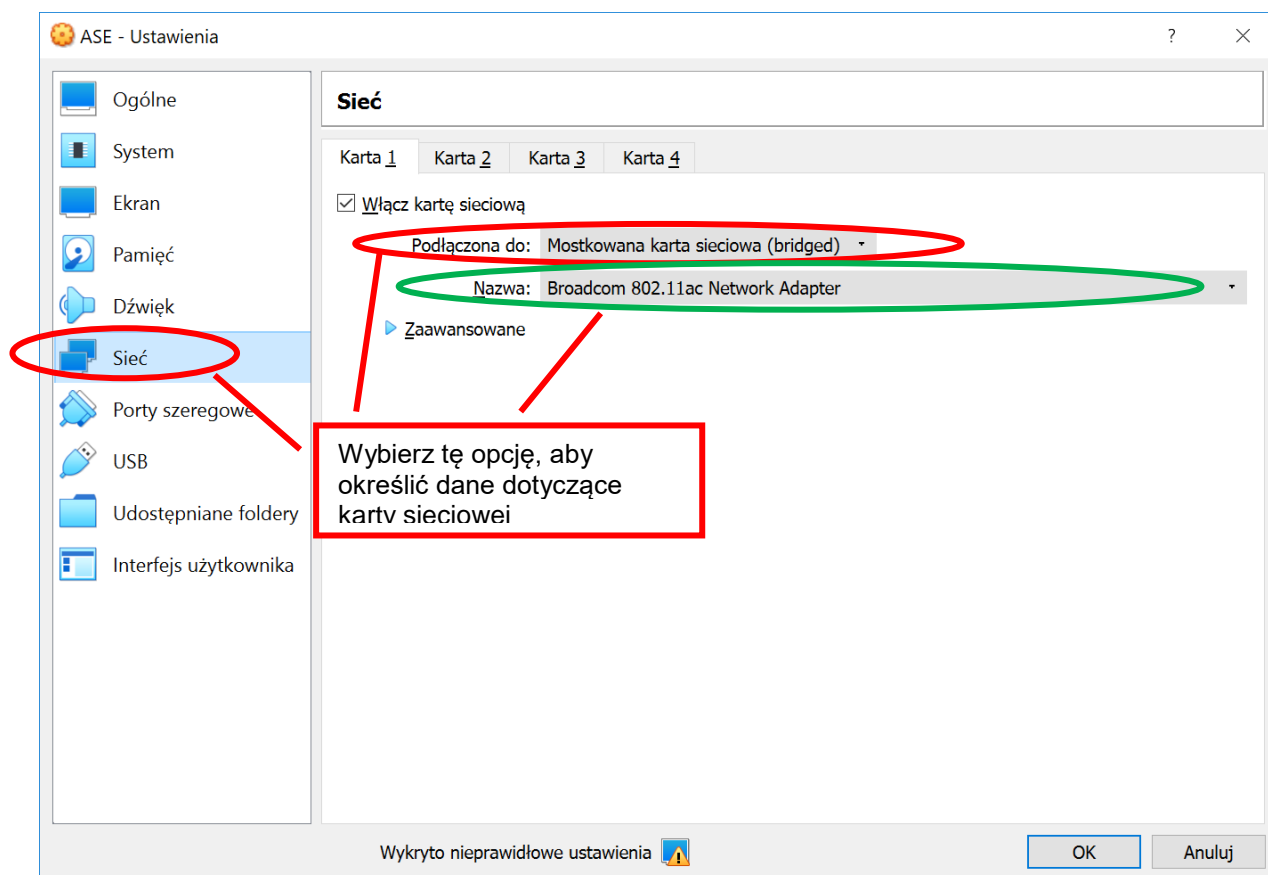 ASE - Ustawienia
?
Ogólne
System
Ekran
Pamięć
Dźwięk
Sieć
Porty szeregowe
USB
Udostępniane foldery
Interfejs użytkownika
Sieć
Karta 1 Karta 2 Karta 3 Karta 4
Włącz kartę sieciową
Podłączona do: Mostkowana karta sieciowa (bridged)
Nazwa: Broadcom 802.11ac Network Adapter
Zaawansowane
Wybierz tę opcję, aby
określić dane dotyczące
karty sieciowej
Wykryto nieprawidłowe ustawienia
OK Anuluj